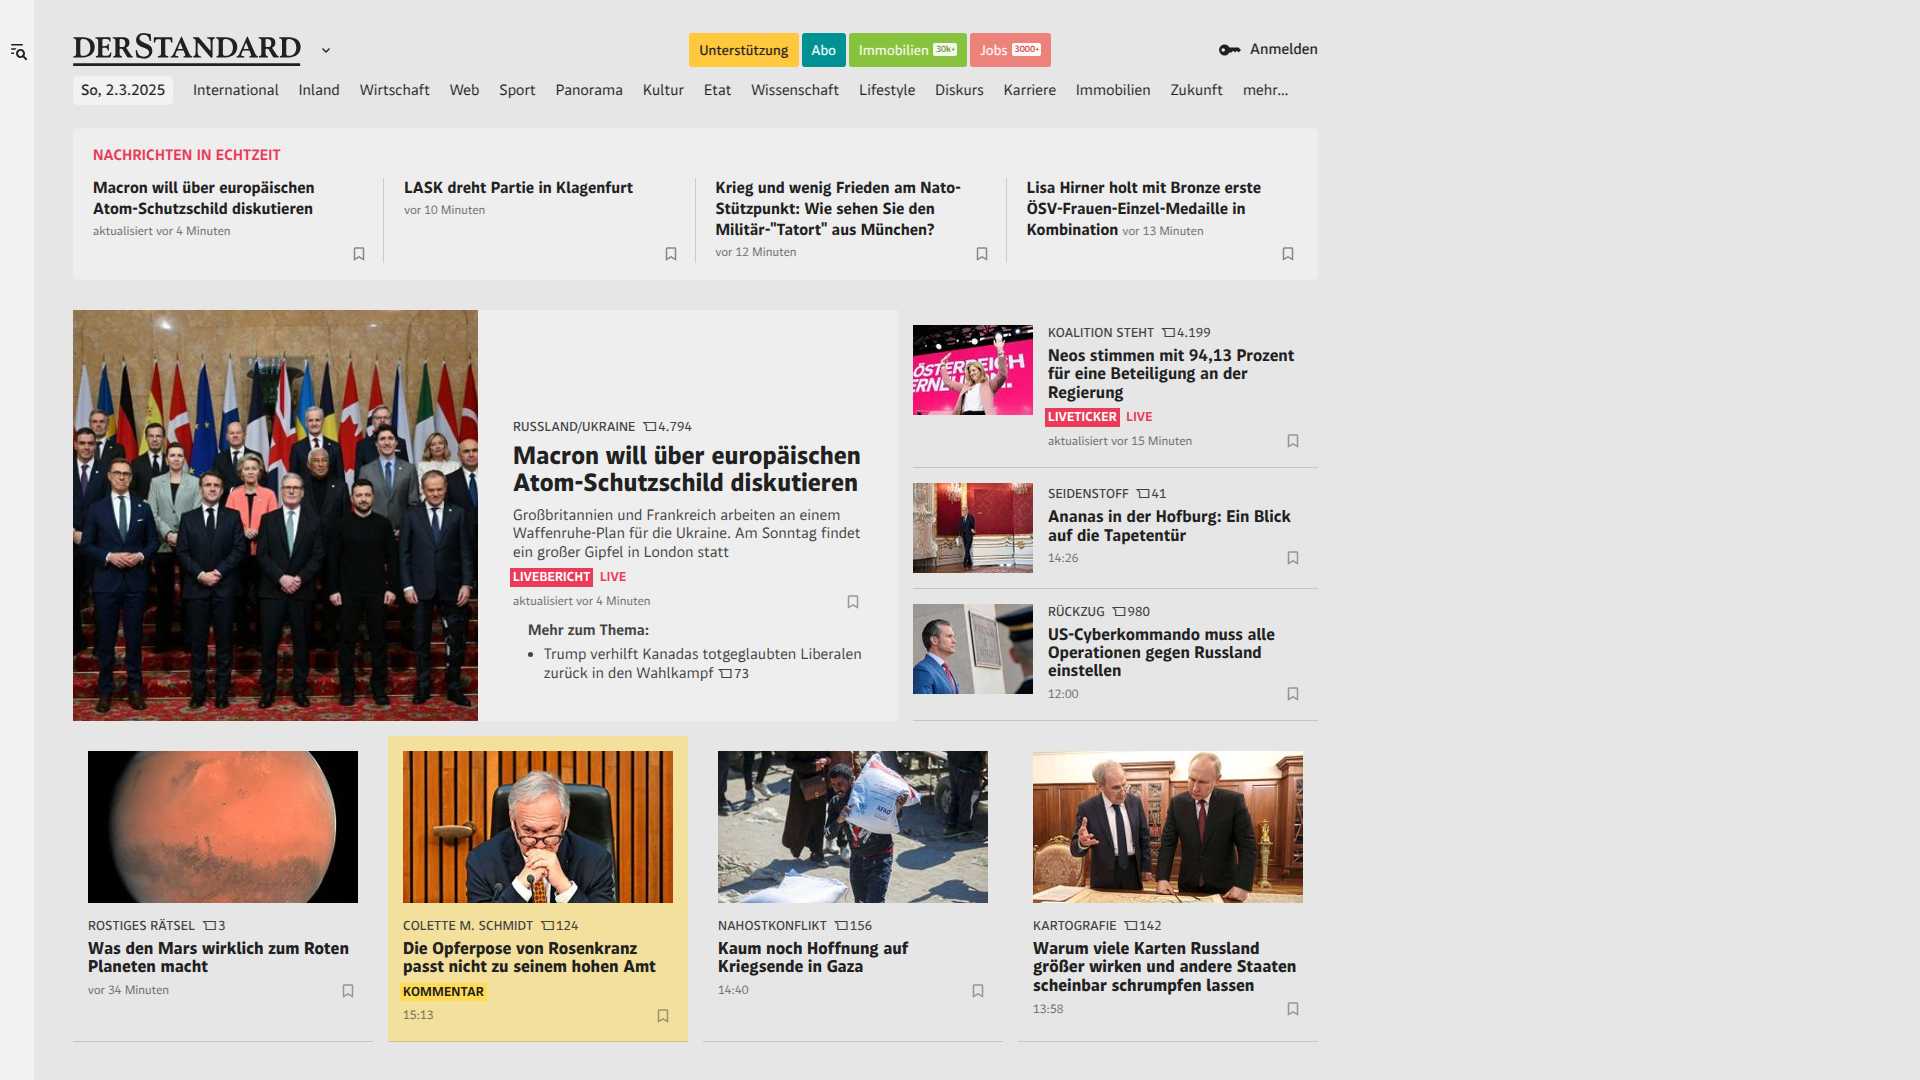 DERSTANDARD
Unterstützung
Abo
Immobilien 30k+
Jobs 3000+
Anmelden
So, 2.3.2025
International
Inland
Wirtschaft
Web
Sport
Panorama
Kultur
Etat
Wissenschaft
Lifestyle
Diskurs
Karriere
Immobilien
Zukunft
mehr...
NACHRICHTEN IN ECHTZEIT
Macron will über europäischen
Atom-Schutzschild diskutieren
aktualisiert vor 4 Minuten
LASK dreht Partie in Klagenfurt
vor 10 Minuten
Krieg und wenig Frieden am Nato-
Stützpunkt: Wie sehen Sie den
Militär-"Tatort" aus München?
vor 12 Minuten
Lisa Hirner holt mit Bronze erste
ÖSV-Frauen-Einzel-Medaille in
Kombination vor 13 Minuten
RUSSLAND/UKRAINE 4.794
Macron will über europäischen
Atom-Schutzschild diskutieren
Großbritannien und Frankreich arbeiten an einem
Waffenruhe-Plan für die Ukraine. Am Sonntag findet
ein großer Gipfel in London statt
LIVEBERICHT LIVE
aktualisiert vor 4 Minuten
Mehr zum Thema:
• Trump verhilft Kanadas totgeglaubten Liberalen
zurück in den Wahlkampf 73
ÖSTERREICH
ERNEUERN.
KOALITION STEHT 4.199
Neos stimmen mit 94,13 Prozent
für eine Beteiligung an der
Regierung
LIVETICKER LIVE
aktualisiert vor 15 Minuten
SEIDENSTOFF 41
Ananas in der Hofburg: Ein Blick
auf die Tapetentür
14:26
RÜCKZUG 980
US-Cyberkommando muss alle
Operationen gegen Russland
einstellen
12:00
ROSTIGES RÄTSEL 3
Was den Mars wirklich zum Roten
Planeten macht
vor 34 Minuten
COLETTE M. SCHMIDT 124
Die Opferpose von Rosenkranz
passt nicht zu seinem hohen Amt
KOMMENTAR
15:13
AFAD
NAHOSTKONFLIKT 156
Kaum noch Hoffnung auf
Kriegsende in Gaza
14:40
KARTOGRAFIE 142
Warum viele Karten Russland
größer wirken und andere Staaten
scheinbar schrumpfen lassen
13:58